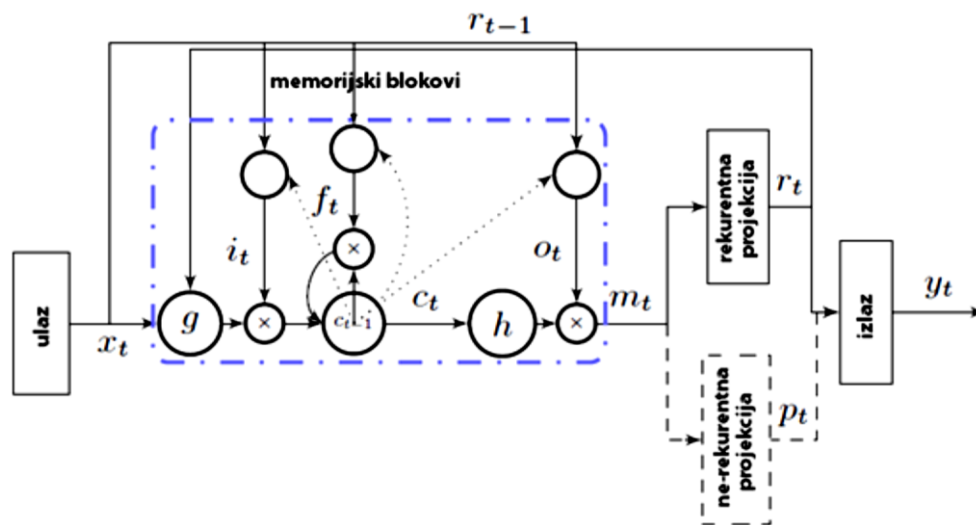 r_{t-1}
memorijski blokovi
f_t
i_t
o_t
g
×
×
c_{t-1}
c_t
h
×
m_t
ulaz
x_t
rekurentna
projekcija
r_t
ne-rekurentna
projekcija
p_t
izlaz
y_t